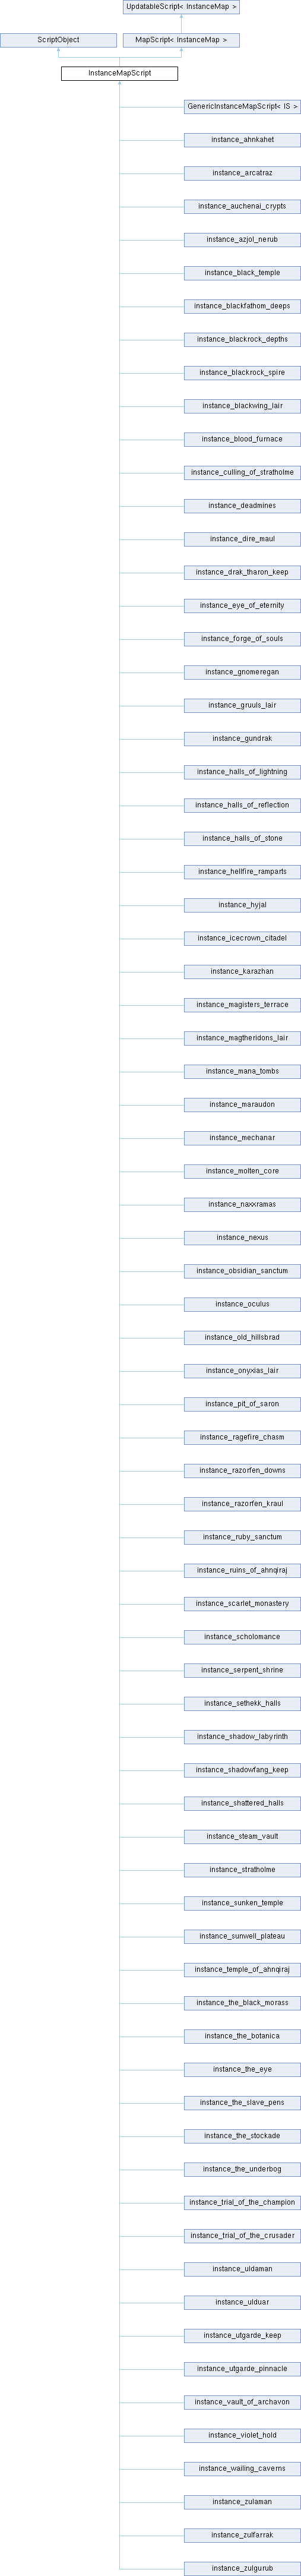 UpdatableScript< InstanceMap >
ScriptObject
MapScript< InstanceMap >
InstanceMapScript
GenericInstanceMapScript< IS >
instance_ahnkahet
instance_arcatraz
instance_auchenai_crypts
instance_azjol_nerub
instance_black_temple
instance_blackfathom_deeps
instance_blackrock_depths
instance_blackrock_spire
instance_blackwing_lair
instance_blood_furnace
instance_culling_of_stratholme
instance_deadmines
instance_dire_maul
instance_drak_tharon_keep
instance_eye_of_eternity
instance_forge_of_souls
instance_gnomeregan
instance_gruuls_lair
instance_gundrak
instance_halls_of_lightning
instance_halls_of_reflection
instance_halls_of_stone
instance_hellfire_ramparts
instance_hyjal
instance_icecrown_citadel
instance_karazhan
instance_magisters_terrace
instance_magtheridons_lair
instance_mana_tombs
instance_maraudon
instance_mechanar
instance_molten_core
instance_naxxramas
instance_nexus
instance_obsidian_sanctum
instance_oculus
instance_old_hillsbrad
instance_onyxias_lair
instance_pit_of_saron
instance_ragefire_chasm
instance_razorfen_downs
instance_razorfen_kraul
instance_ruby_sanctum
instance_ruins_of_ahnqiraj
instance_scarlet_monastery
instance_scholomance
instance_serpent_shrine
instance_sethekk_halls
instance_shadow_labyrinth
instance_shadowfang_keep
instance_shattered_halls
instance_steam_vault
instance_stratholme
instance_sunken_temple
instance_sunwell_plateau
instance_temple_of_ahnqiraj
instance_the_black_morass
instance_the_botanica
instance_the_eye
instance_the_slave_pens
instance_the_stockade
instance_the_underbog
instance_trial_of_the_champion
instance_trial_of_the_crusader
instance_uldaman
instance_ulduar
instance_utgarde_keep
instance_utgarde_pinnacle
instance_vault_of_archavon
instance_violet_hold
instance_wailing_caverns
instance_zulaman
instance_zulfarrak
instance_zulgurub